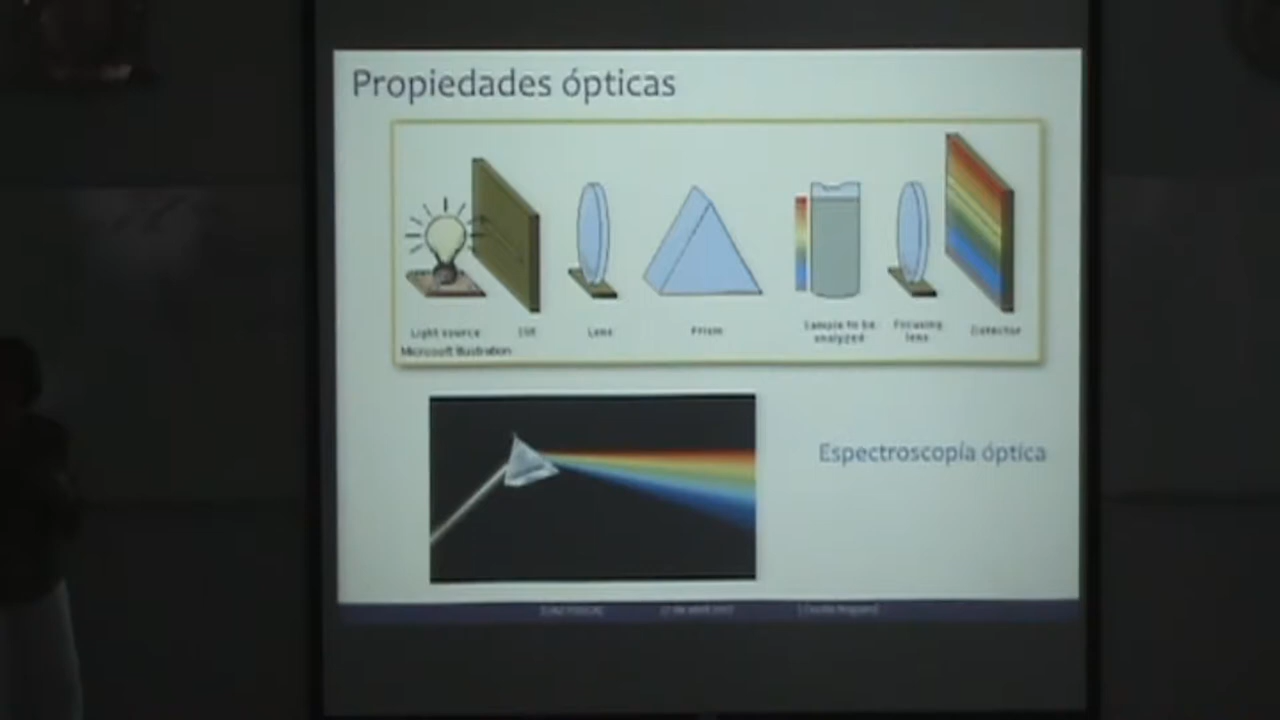 Propiedades ópticas
Light source
Slit
Lens
Prism
Sample to be
analyzed
Focusing
lens
Detector
Microsoft Illustration
Espectroscopía óptica